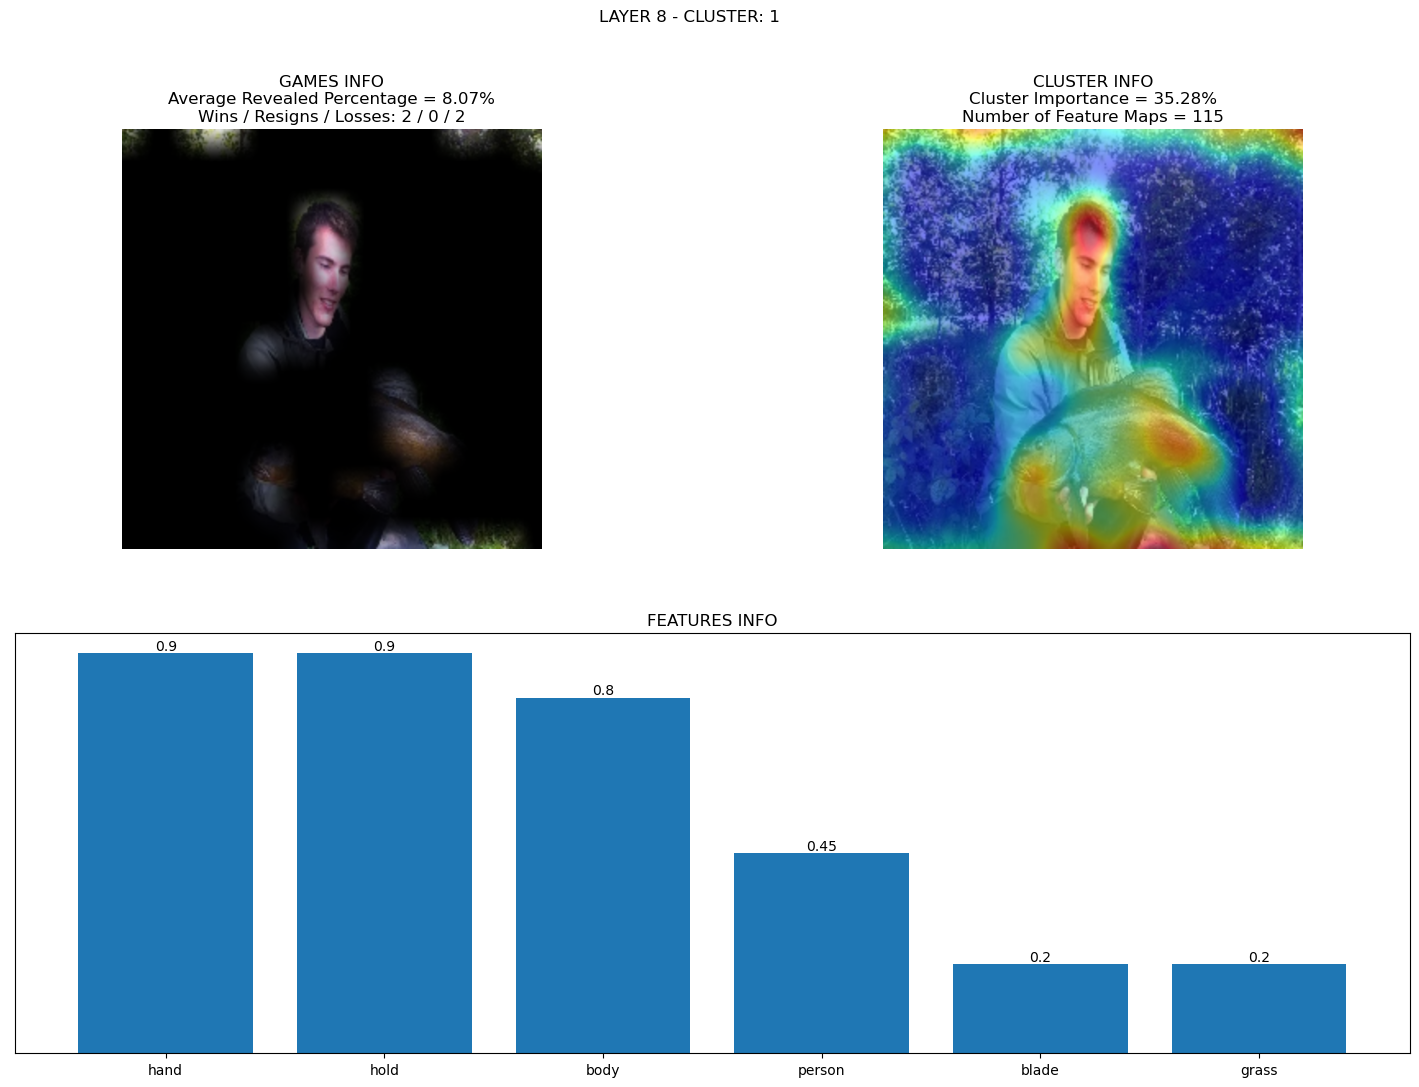 LAYER 8 - CLUSTER: 1
GAMES INFO
Average Revealed Percentage = 8.07%
Wins / Resigns / Losses: 2 / 0 / 2
CLUSTER INFO
Cluster Importance = 35.28%
Number of Feature Maps = 115
FEATURES INFO
0.9
0.9
0.8
0.45
0.2
0.2
hand
hold
body
person
blade
grass